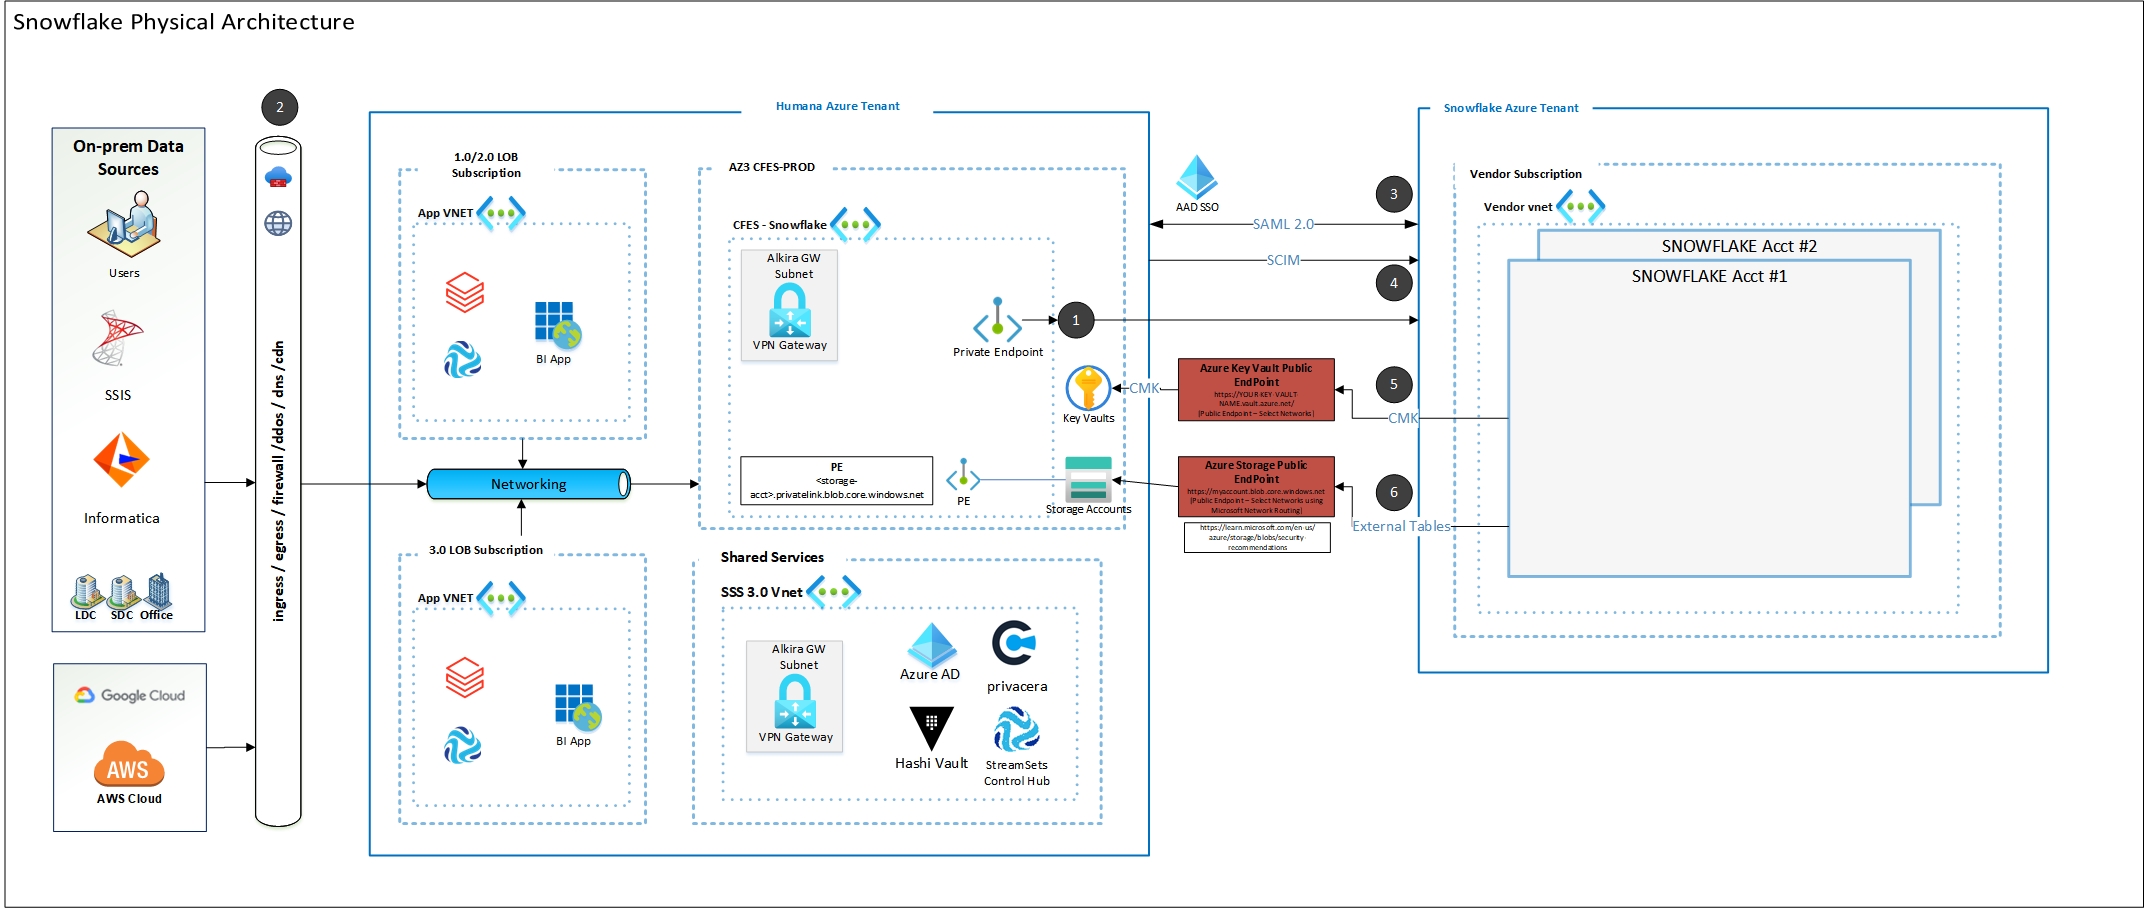 Snowflake Physical Architecture
2
On-prem Data
Sources
Users
SSIS
Informatica
LDC
SDC
Office
Google Cloud
AWS
AWS Cloud
ingress / egress / firewall /ddos / dns /cdn
Humana Azure Tenant
1.0/2.0 LOB
Subscription
App VNET
BI App
Networking
3.0 LOB Subscription
App VNET
BI App
AZ3 CFES-PROD
CFES - Snowflake
Alkira GW
Subnet
VPN Gateway
Private Endpoint
1
Key Vaults
PE
<storage-
acct>.privatelink.blob.core.windows.net
PE
Storage Accounts
Shared Services
SSS 3.0 Vnet
Alkira GW
Subnet
VPN Gateway
Azure AD
privacera
Hashi Vault
StreamSets
Control Hub
AAD SSO
3
SAML 2.0
SCIM
4
Azure Key Vault Public
EndPoint
https://YOUR-KEY-VAULT-
NAME.vault.azure.net/
[Public Endpoint – Select Networks]
CMK
5
CMK
Azure Storage Public
EndPoint
https://myaccount.blob.core.windows.net
[Public Endpoint – Select Networks using
Microsoft Network Routing]
6
External Tables
https://learn.microsoft.com/en-us/
azure/storage/blobs/security-
recommendations
Snowflake Azure Tenant
Vendor Subscription
Vendor vnet
SNOWFLAKE Acct #2
SNOWFLAKE Acct #1